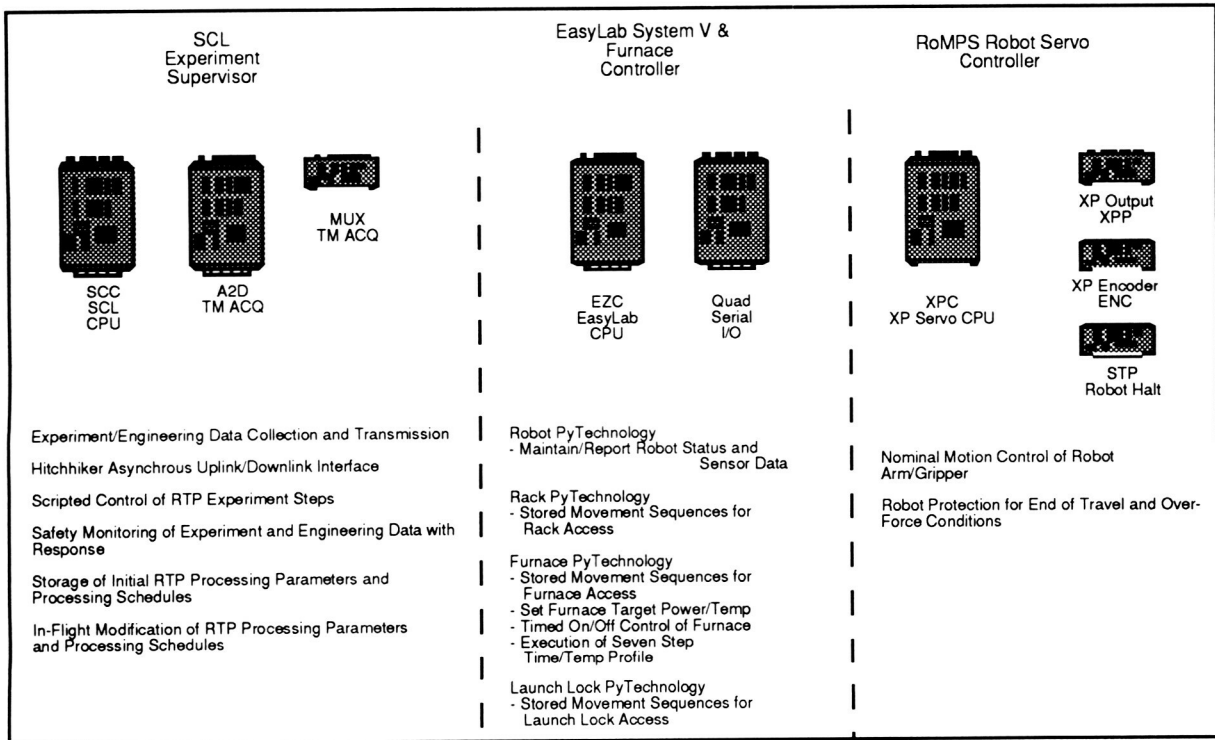 SCL
Experiment
Supervisor
SCC
SCL
CPU
A2D
TM ACQ
MUX
TM ACQ
Experiment/Engineering Data Collection and Transmission
Hitchhiker Asynchrous Uplink/Downlink Interface
Scripted Control of RTP Experiment Steps
Safety Monitoring of Experiment and Engineering Data with
Response
Storage of Initial RTP Processing Parameters and
Processing Schedules
In-Flight Modification of RTP Processing Parameters
and Processing Schedules
EasyLab System V &
Furnace
Controller
EZC
EasyLab
CPU
Quad
Serial
I/O
Robot PyTechnology
- Maintain/Report Robot Status and
Sensor Data
Rack PyTechnology
- Stored Movement Sequences for
Rack Access
Furnace PyTechnology
- Stored Movement Sequences for
Furnace Access
- Set Furnace Target Power/Temp
- Timed On/Off Control of Furnace
- Execution of Seven Step
Time/Temp Profile
Launch Lock PyTechnology
- Stored Movement Sequences for
Launch Lock Access
RoMPS Robot Servo
Controller
XPC
XP Servo CPU
XP Output
XPP
XP Encoder
ENC
STP
Robot Halt
Nominal Motion Control of Robot
Arm/Gripper
Robot Protection for End of Travel and Over-
Force Conditions